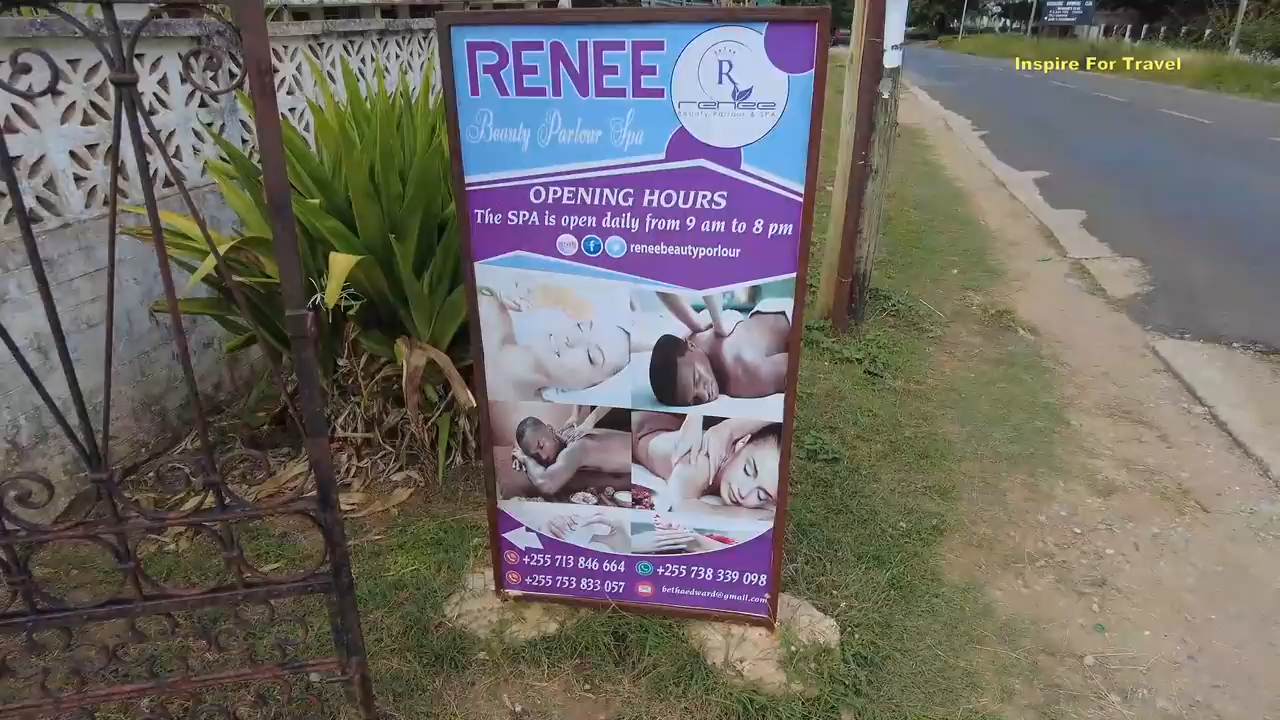 Inspire For Travel
RENEE
Beauty Parlour Spa
R
renee
Beauty Parlour & SPA
OPENING HOURS
The SPA is open daily from 9 am to 8 pm
reneebeautyporlour
+255 713 846 664
+255 738 339 098
+255 753 833 057
bethaedward@gmail.com